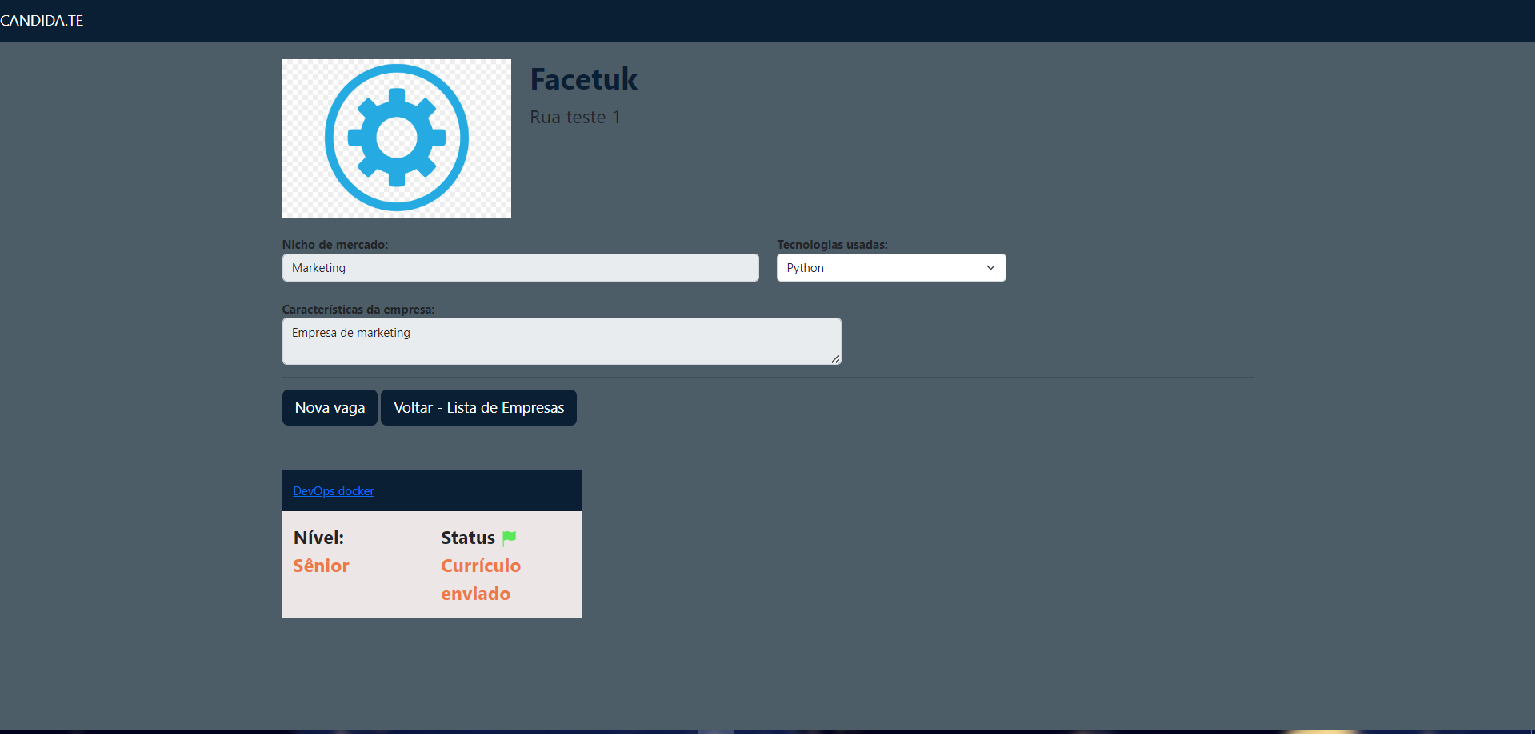 CANDIDA.TE
Facetuk
Rua teste 1
Nicho de mercado:
Tecnologias usadas:
Marketing
Python
Características da empresa:
Empresa de marketing
Nova vaga
Voltar - Lista de Empresas
DevOps docker
Nível:
Status
Sênior
Currículo
enviado